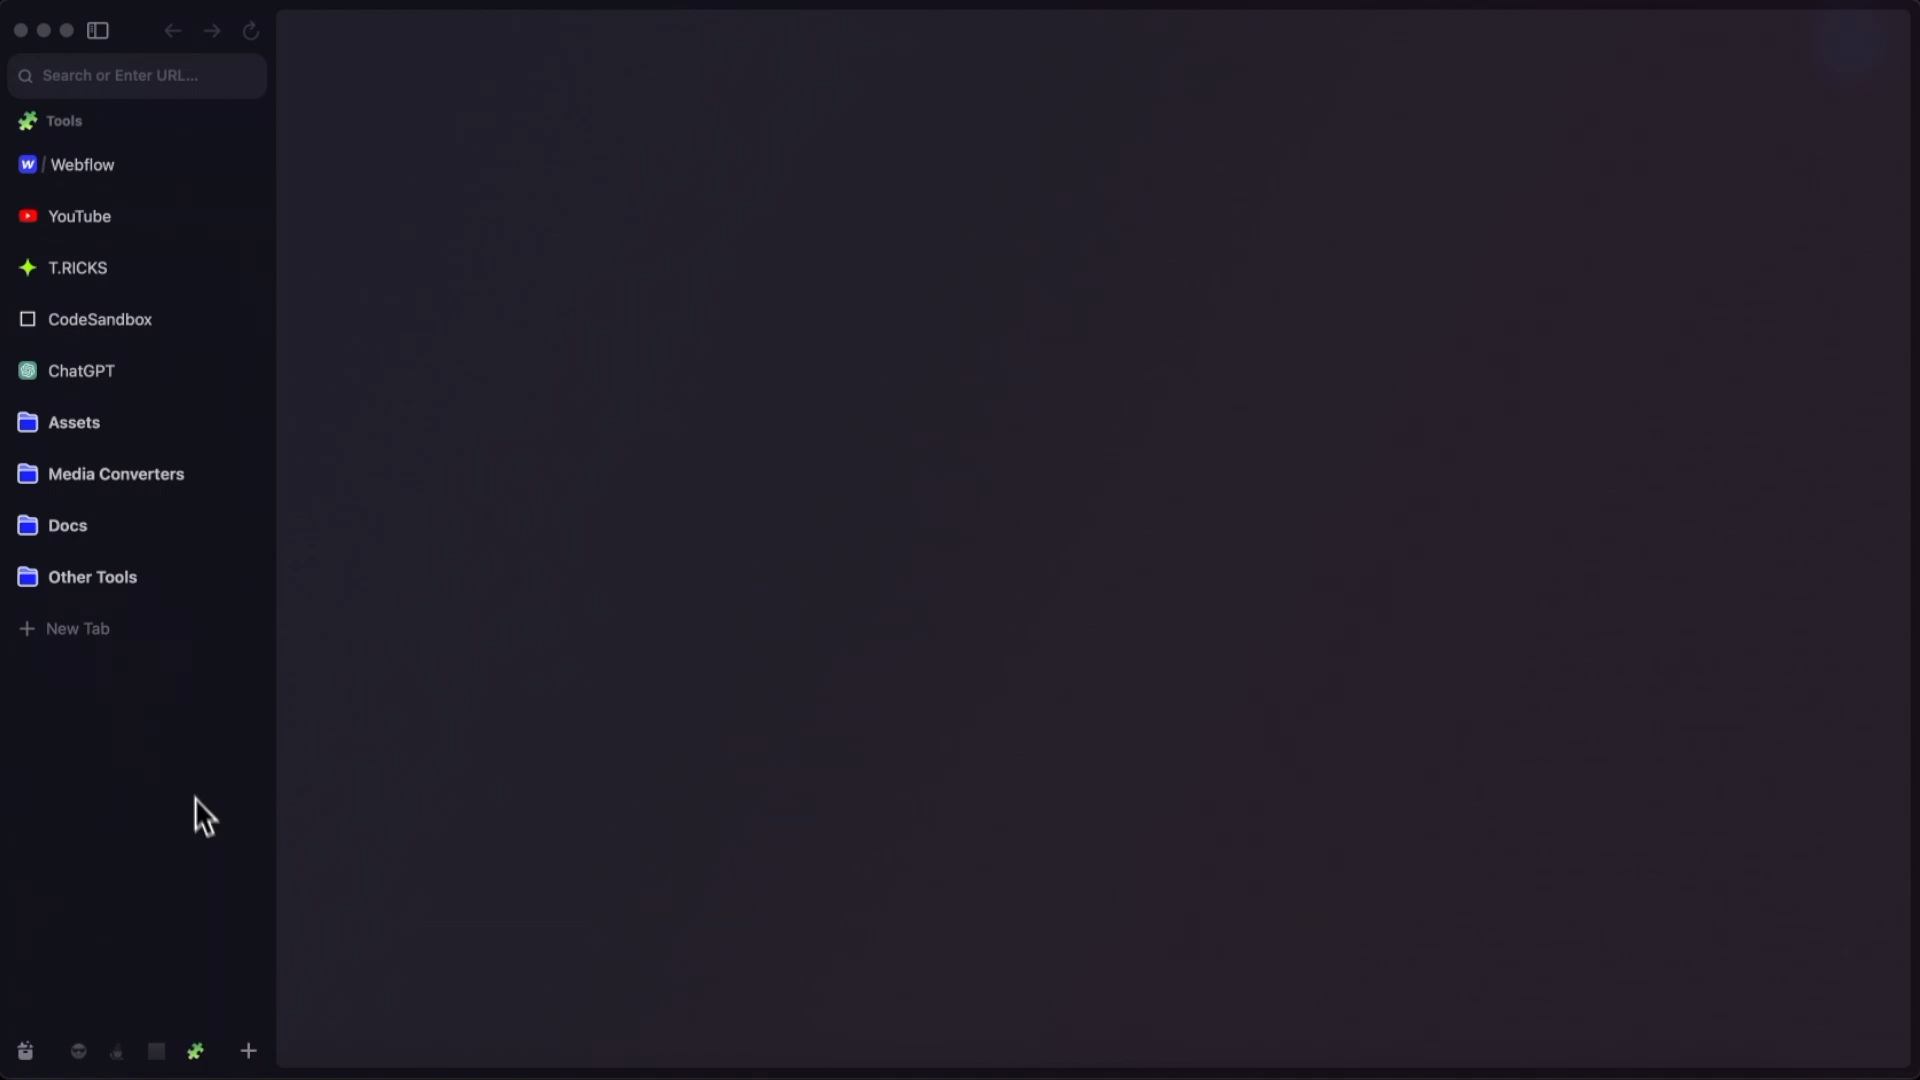 Search or Enter URL...
Tools
/ Webflow
YouTube
T.RICKS
CodeSandbox
ChatGPT
Assets
Media Converters
Docs
Other Tools
New Tab